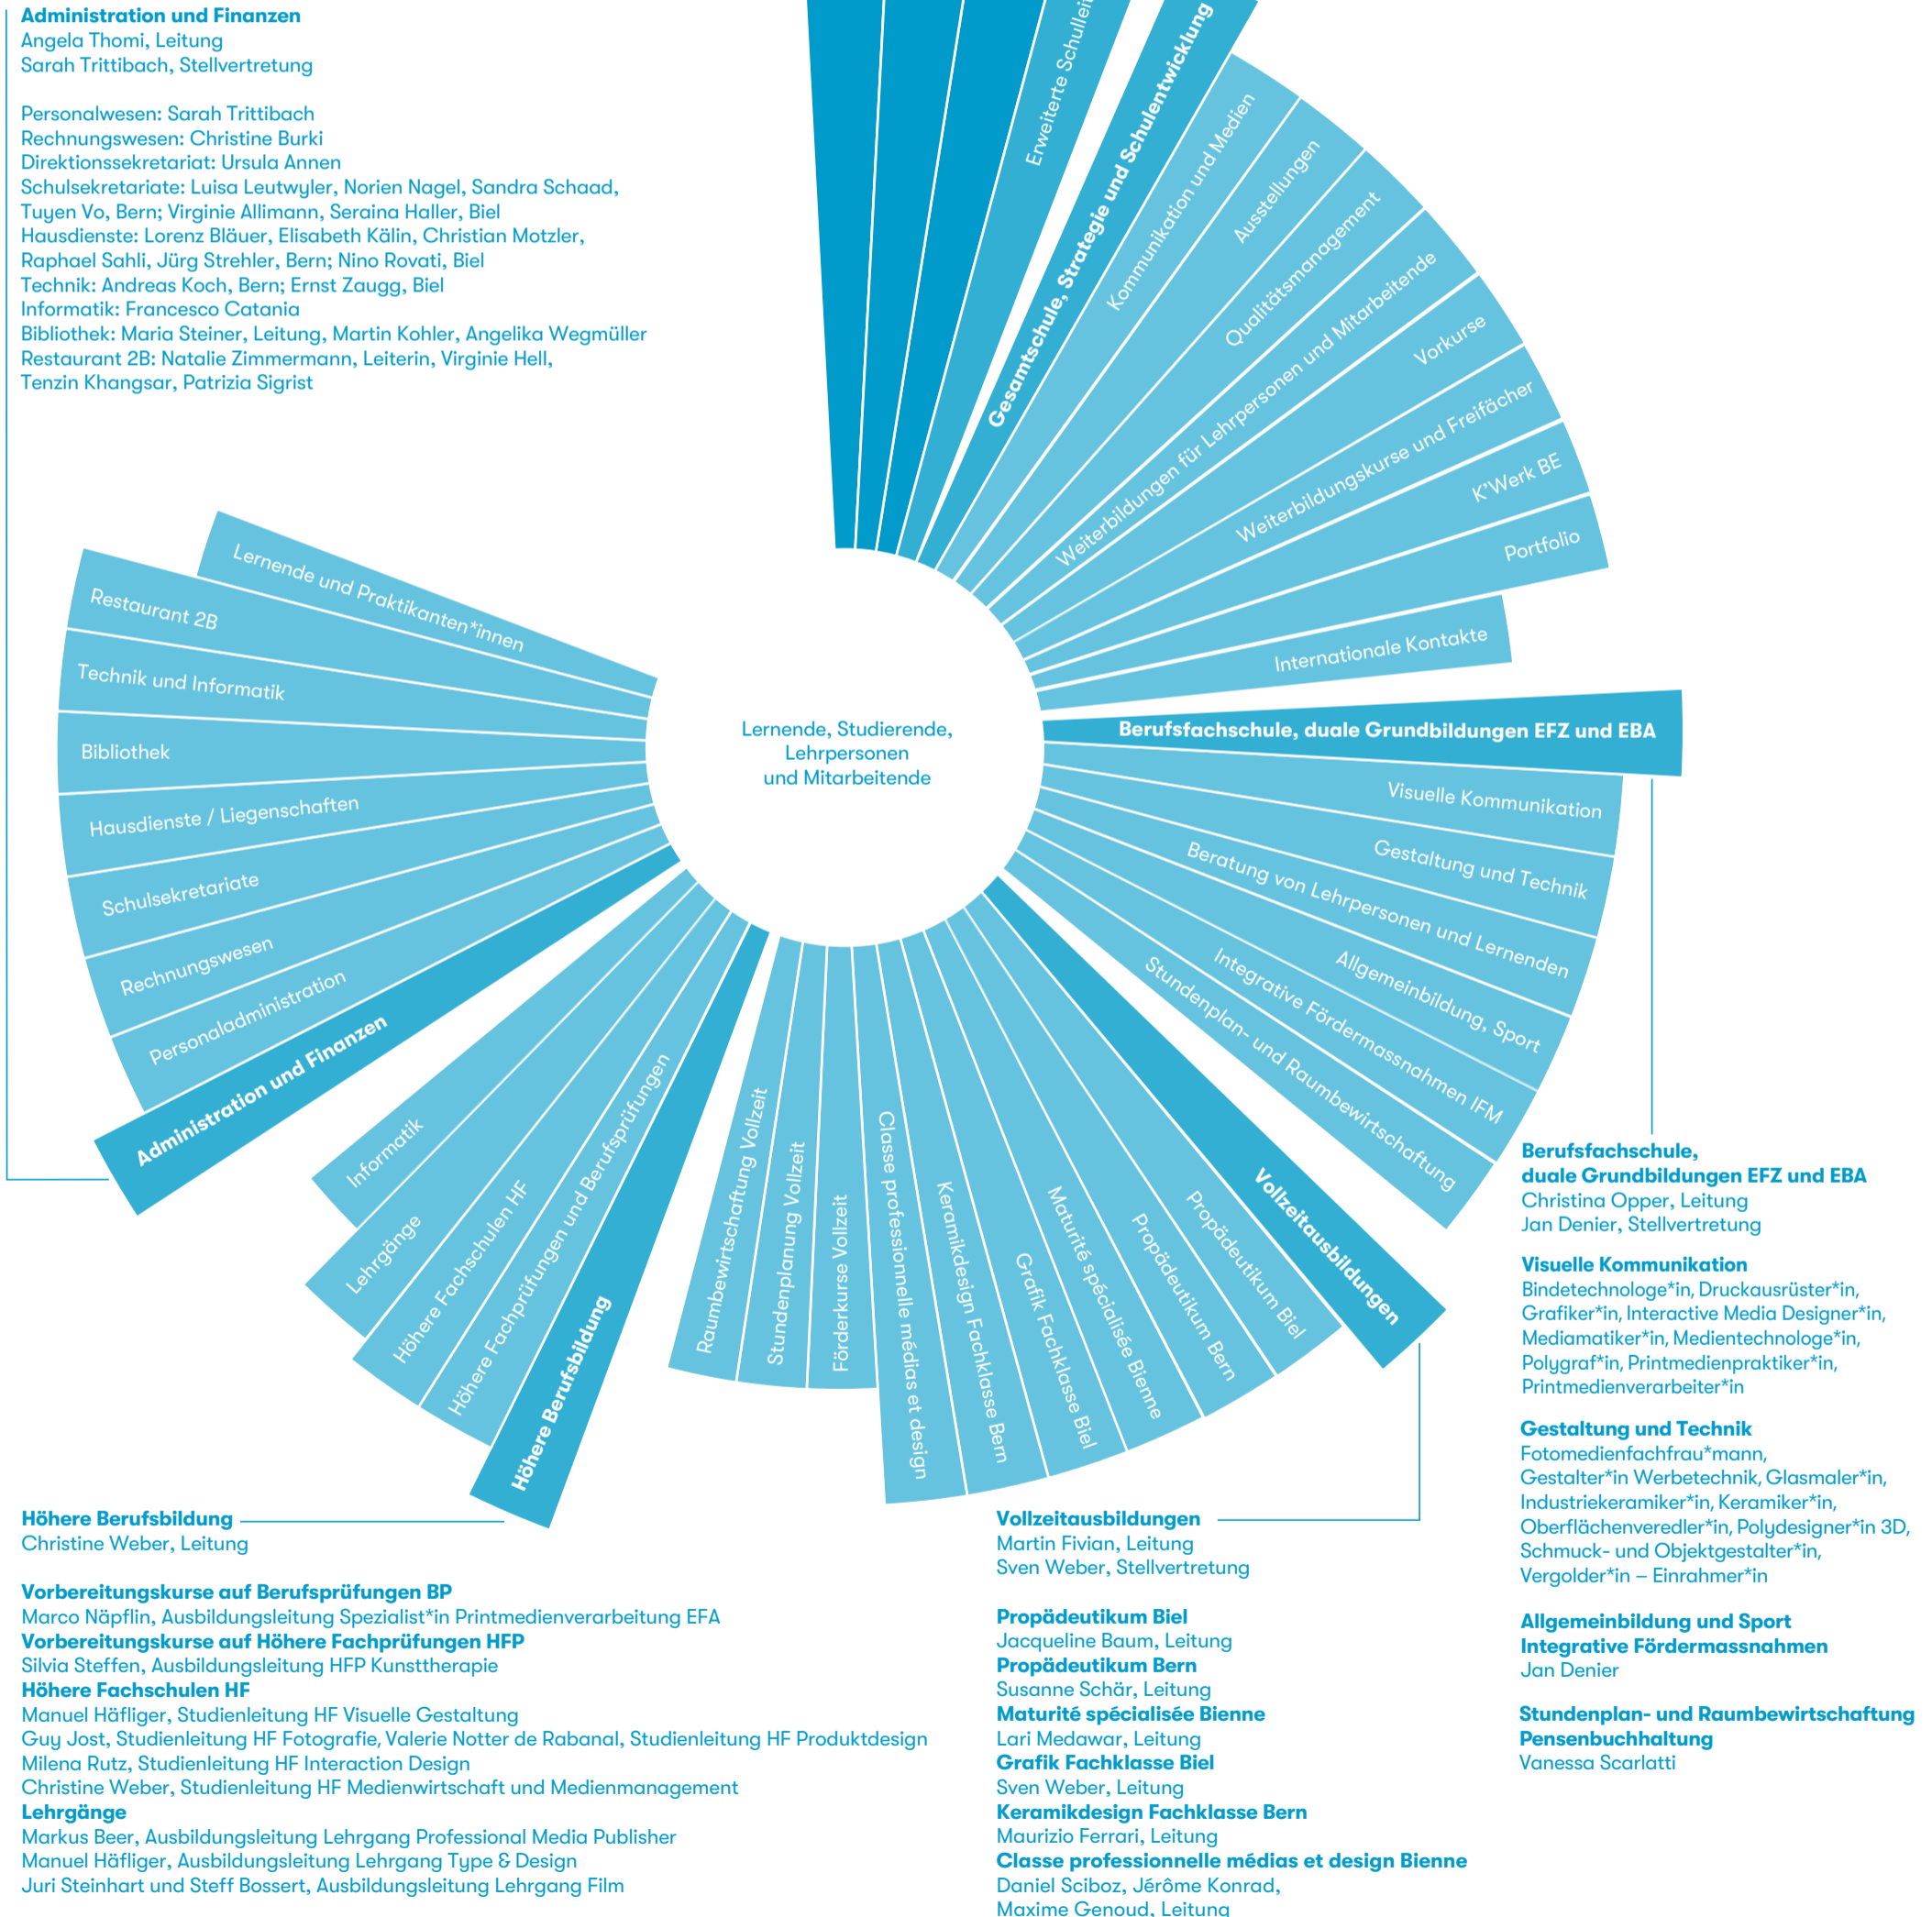 Administration und Finanzen
Angela Thomi, Leitung
Sarah Trittibach, Stellvertretung
Personalwesen: Sarah Trittibach
Rechnungswesen: Christine Burki
Direktionssekretariat: Ursula Annen
Schulsekretariate: Luisa Leutwyler, Norien Nagel, Sandra Schaad,
Tuyen Vo, Bern; Virginie Allimann, Seraina Haller, Biel
Hausdienste: Lorenz Bläuer, Elisabeth Kälin, Christian Motzler,
Raphael Sahli, Jürg Strehler, Bern; Nino Rovati, Biel
Technik: Andreas Koch, Bern; Ernst Zaugg, Biel
Informatik: Francesco Catania
Bibliothek: Maria Steiner, Leitung, Martin Kohler, Angelika Wegmüller
Restaurant 2B: Natalie Zimmermann, Leiterin, Virginie Hell,
Tenzin Khangsar, Patrizia Sigrist
Erweiterte
Gesamtschule, Strategie und Schulentwicklung
Kommunikation und Medien
Ausstellungen
Qualitätsmanagement
Weiterbildungen für Lehrpersonen und Mitarbeitende
Vorkurse
Weiterbildungskurse und Freifächer
K'Werk BE
Portfolio
Internationale Kontakte
Berufsfachschule, duale Grundbildungen EFZ und EBA
Visuelle Kommunikation
Gestaltung und Technik
Beratung von Lehrpersonen und Lernenden
Allgemeinbildung, Sport
Integrative Fördermassnahmen IFM
Stundenplan- und Raumbewirtschaftung
Vollzeitausbildungen
Propädeutikum Biel
Propädeutikum Bern
Maturité spécialisée Bienne
Grafik Fachklasse Biel
Keramikdesign Fachklasse Bern
Classe professionnelle médias et design
Förderkurse Vollzeit
Stundenplanung Vollzeit
Raumbewirtschaftung Vollzeit
Höhere Berufsbildung
Höhere Fachprüfungen und Berufsprüfungen
Höhere Fachschulen HF
Lehrgänge
Informatik
Administration und Finanzen
Personaladministration
Rechnungswesen
Schulsekretariate
Hausdienste / Liegenschaften
Bibliothek
Technik und Informatik
Restaurant 2B
Lernende und Praktikanten*innen
Lernende, Studierende,
Lehrpersonen
und Mitarbeitende
Berufsfachschule,
duale Grundbildungen EFZ und EBA
Christina Opper, Leitung
Jan Denier, Stellvertretung
Visuelle Kommunikation
Bindetechnologe*in, Druckausrüster*in,
Grafiker*in, Interactive Media Designer*in,
Mediamatiker*in, Medientechnologe*in,
Polygraf*in, Printmedienpraktiker*in,
Printmedienverarbeiter*in
Gestaltung und Technik
Fotomedienfachfrau*mann,
Gestalter*in Werbetechnik, Glasmaler*in,
Industriekeramiker*in, Keramiker*in,
Oberflächenveredler*in, Polydesigner*in 3D,
Schmuck- und Objektgestalter*in,
Vergolder*in – Einrahmer*in
Allgemeinbildung und Sport
Integrative Fördermassnahmen
Jan Denier
Stundenplan- und Raumbewirtschaftung
Pensenbuchhaltung
Vanessa Scarlatti
Höhere Berufsbildung
Christine Weber, Leitung
Vorbereitungskurse auf Berufsprüfungen BP
Marco Näpflin, Ausbildungsleitung Spezialist*in Printmedienverarbeitung EFA
Vorbereitungskurse auf Höhere Fachprüfungen HFP
Silvia Steffen, Ausbildungsleitung HFP Kunsttherapie
Höhere Fachschulen HF
Manuel Häfliger, Studienleitung HF Visuelle Gestaltung
Guy Jost, Studienleitung HF Fotografie, Valerie Notter de Rabanal, Studienleitung HF Produktdesign
Milena Rutz, Studienleitung HF Interaction Design
Christine Weber, Studienleitung HF Medienwirtschaft und Medienmanagement
Lehrgänge
Markus Beer, Ausbildungsleitung Lehrgang Professional Media Publisher
Manuel Häfliger, Ausbildungsleitung Lehrgang Type & Design
Juri Steinhart und Steff Bossert, Ausbildungsleitung Lehrgang Film
Vollzeitausbildungen
Martin Fivian, Leitung
Sven Weber, Stellvertretung
Propädeutikum Biel
Jacqueline Baum, Leitung
Propädeutikum Bern
Susanne Schär, Leitung
Maturité spécialisée Bienne
Lari Medawar, Leitung
Grafik Fachklasse Biel
Sven Weber, Leitung
Keramikdesign Fachklasse Bern
Maurizio Ferrari, Leitung
Classe professionnelle médias et design Bienne
Daniel Sciboz, Jérôme Konrad,
Maxime Genoud, Leitung